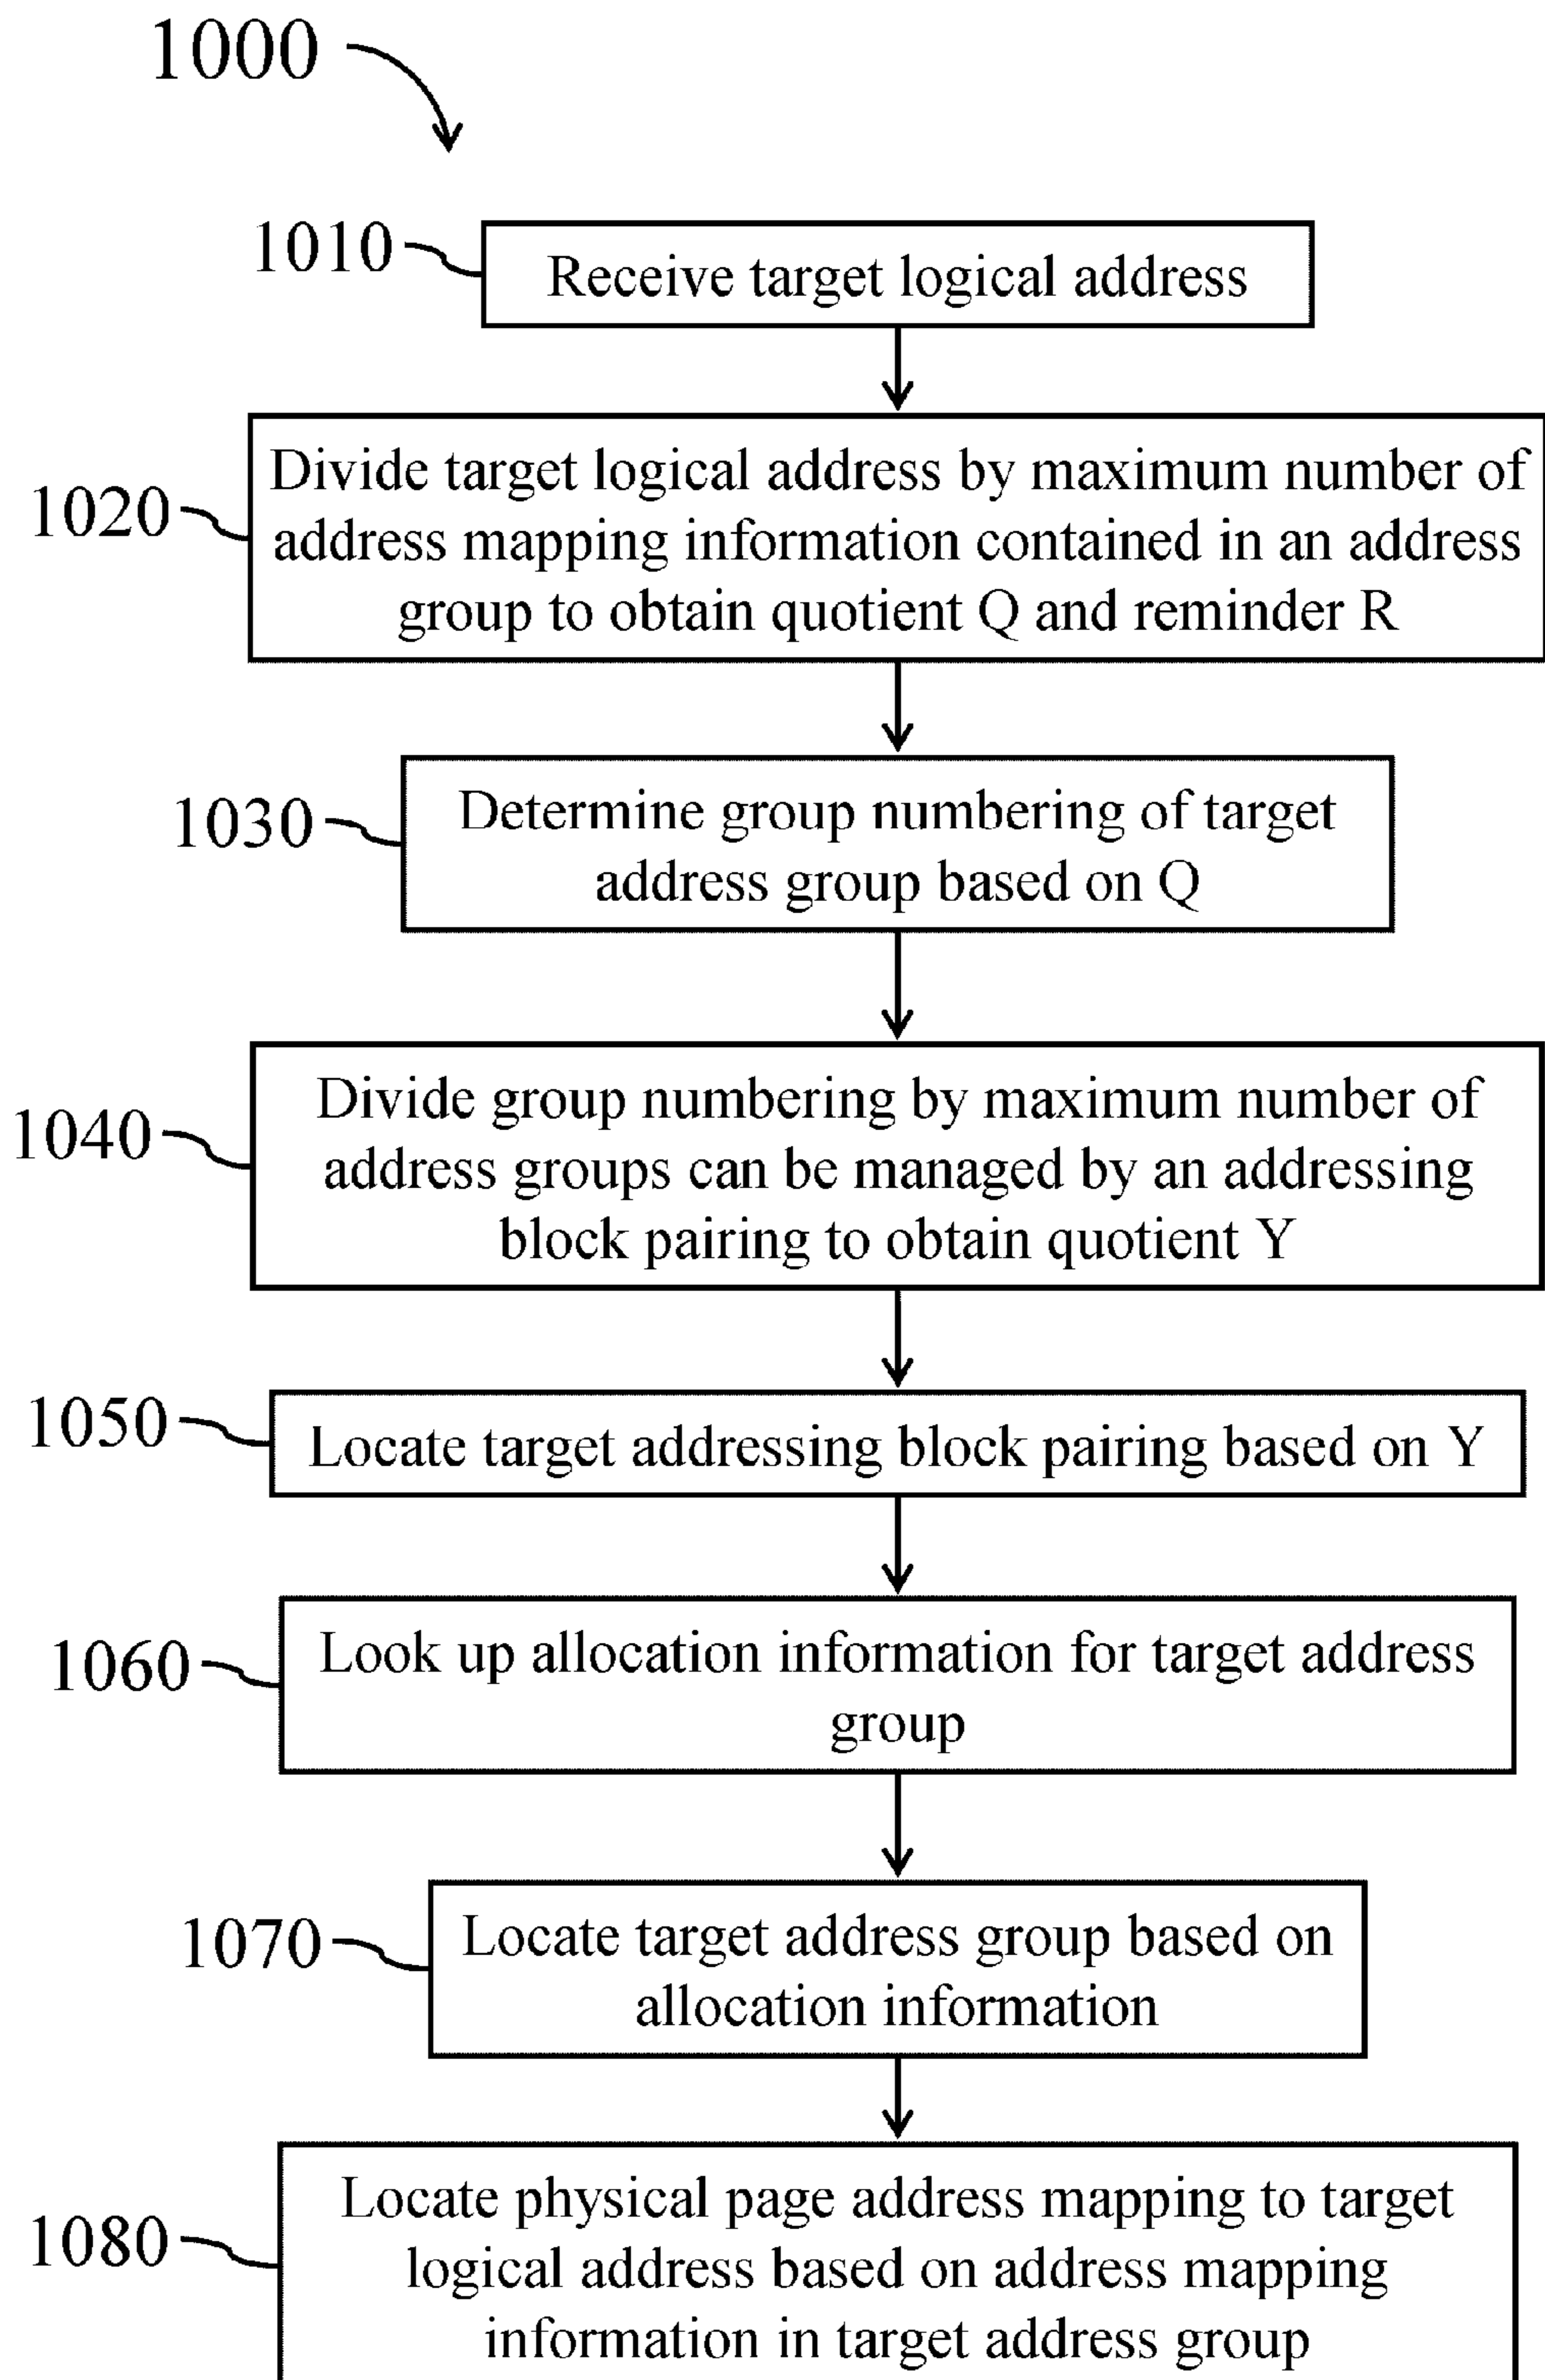 1000
1010
Receive target logical address
1020
Divide target logical address by maximum number of
address mapping information contained in an address
group to obtain quotient Q and reminder R
1030
Determine group numbering of target
address group based on Q
1040
Divide group numbering by maximum number of
address groups can be managed by an addressing
block pairing to obtain quotient Y
1050
Locate target addressing block pairing based on Y
1060
Look up allocation information for target address
group
1070
Locate target address group based on
allocation information
1080
Locate physical page address mapping to target
logical address based on address mapping
information in target address group